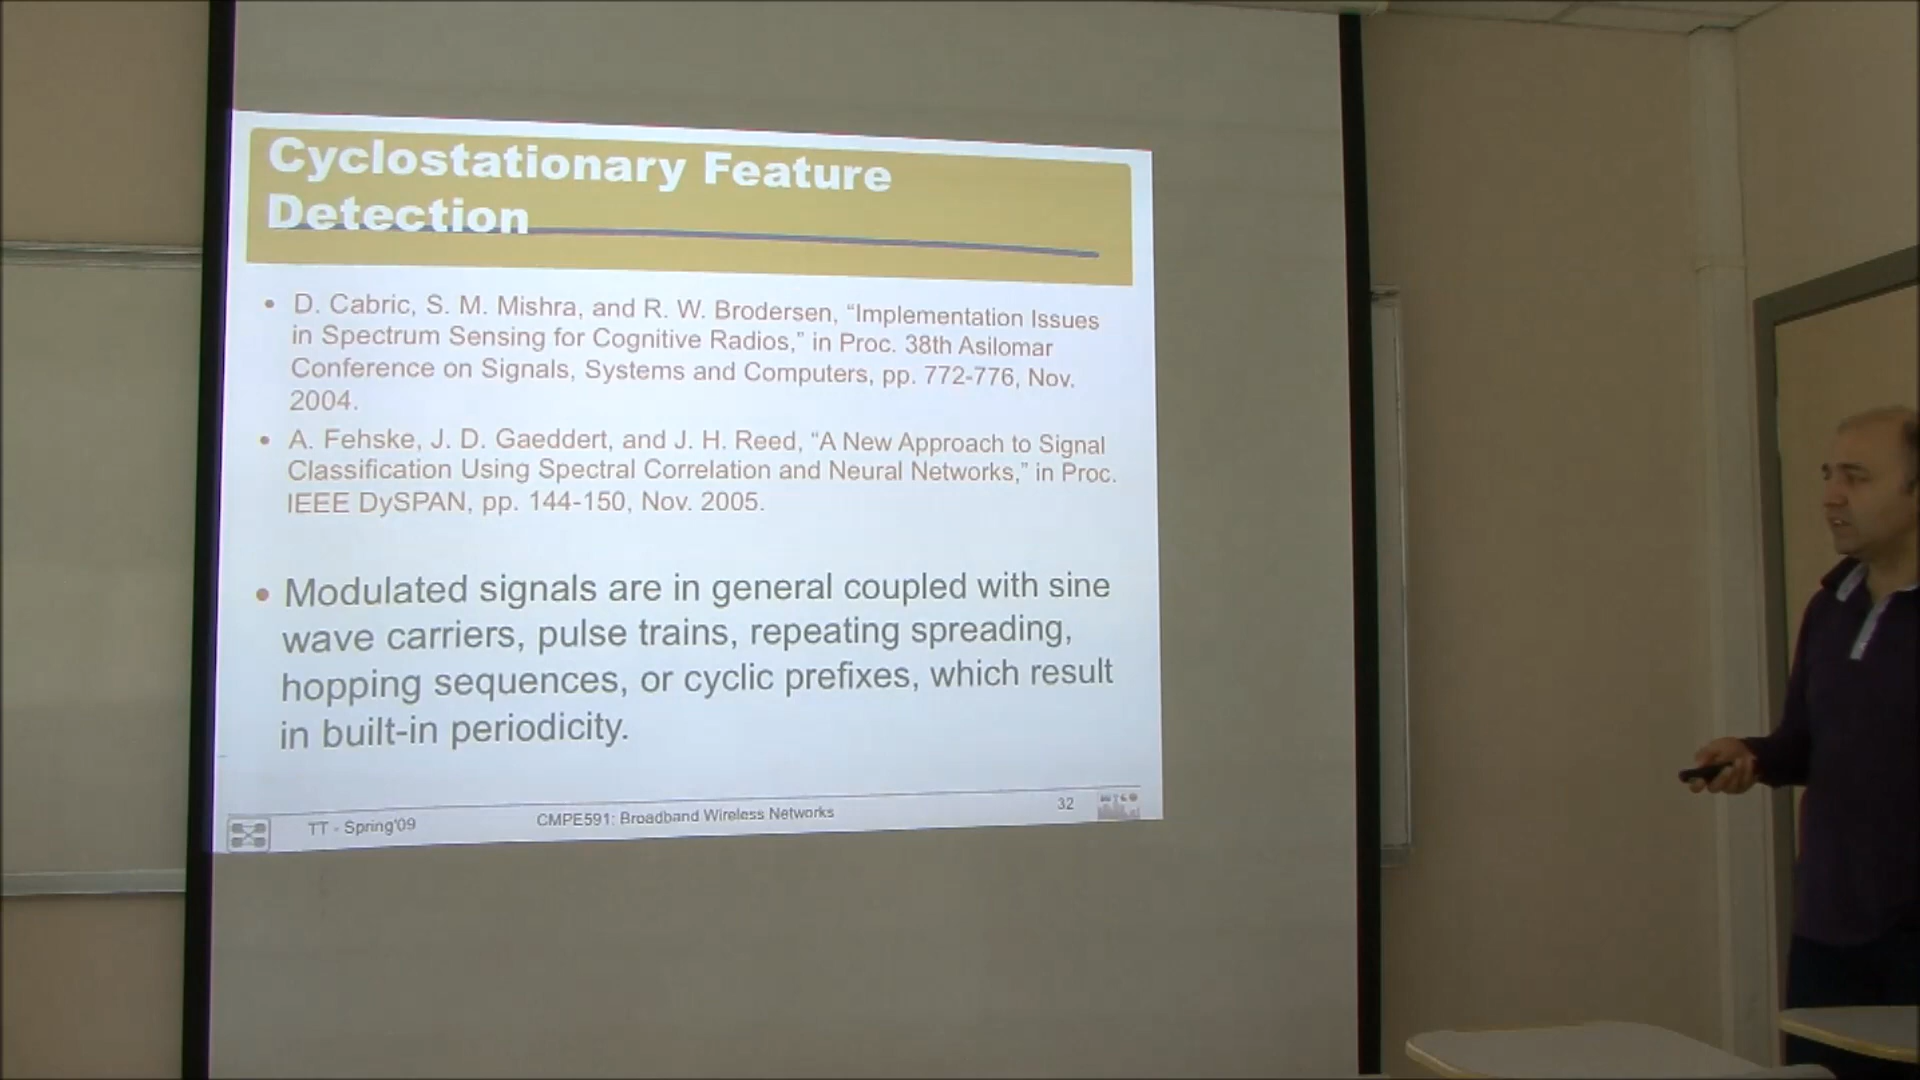 Cyclostationary Feature
Detection
• D. Cabric, S. M. Mishra, and R. W. Brodersen, “Implementation Issues
in Spectrum Sensing for Cognitive Radios,” in Proc. 38th Asilomar
Conference on Signals, Systems and Computers, pp. 772-776, Nov.
2004.
• A. Fehske, J. D. Gaeddert, and J. H. Reed, “A New Approach to Signal
Classification Using Spectral Correlation and Neural Networks,” in Proc.
IEEE DySPAN, pp. 144-150, Nov. 2005.
• Modulated signals are in general coupled with sine
wave carriers, pulse trains, repeating spreading,
hopping sequences, or cyclic prefixes, which result
in built-in periodicity.
TT - Spring'09 CMPE591: Broadband Wireless Networks 32